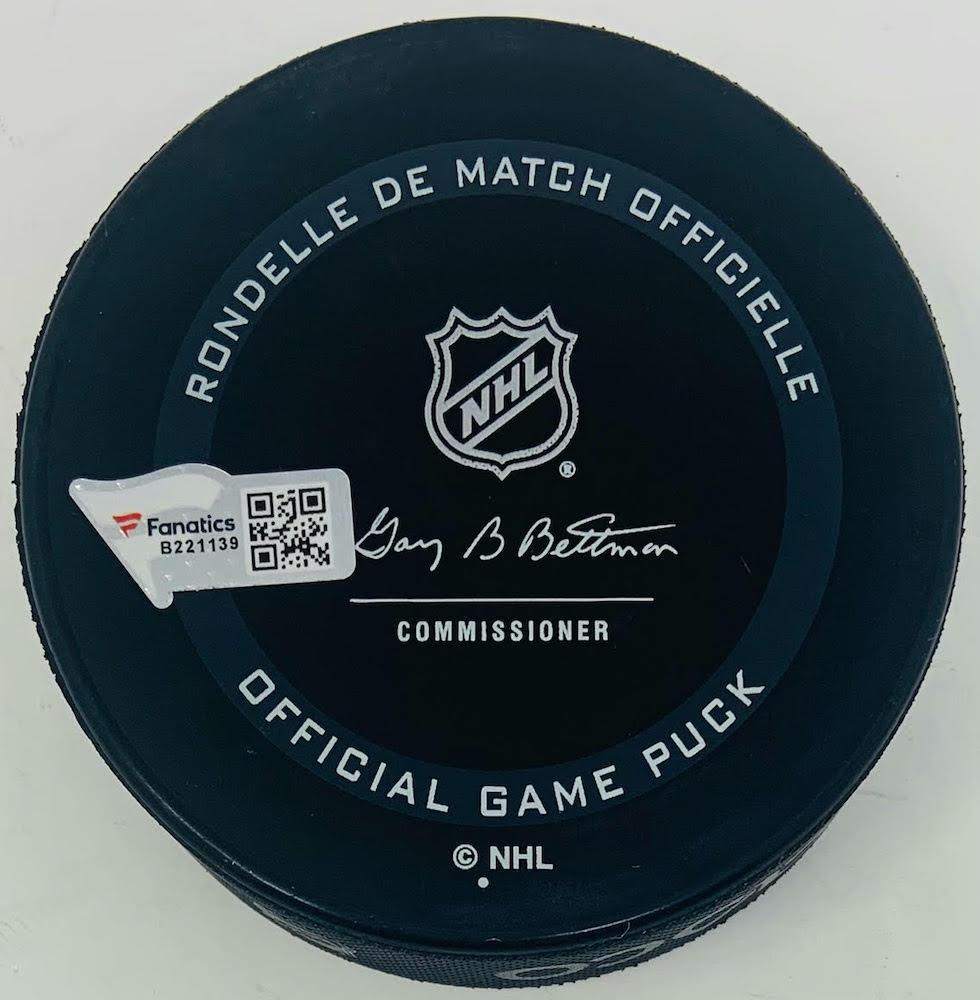 RONDELLE DE MATCH OFFICIELLE
NHL
®
Fanatics
B221139
Gary B Bettman
COMMISSIONER
OFFICIAL GAME PUCK
© NHL